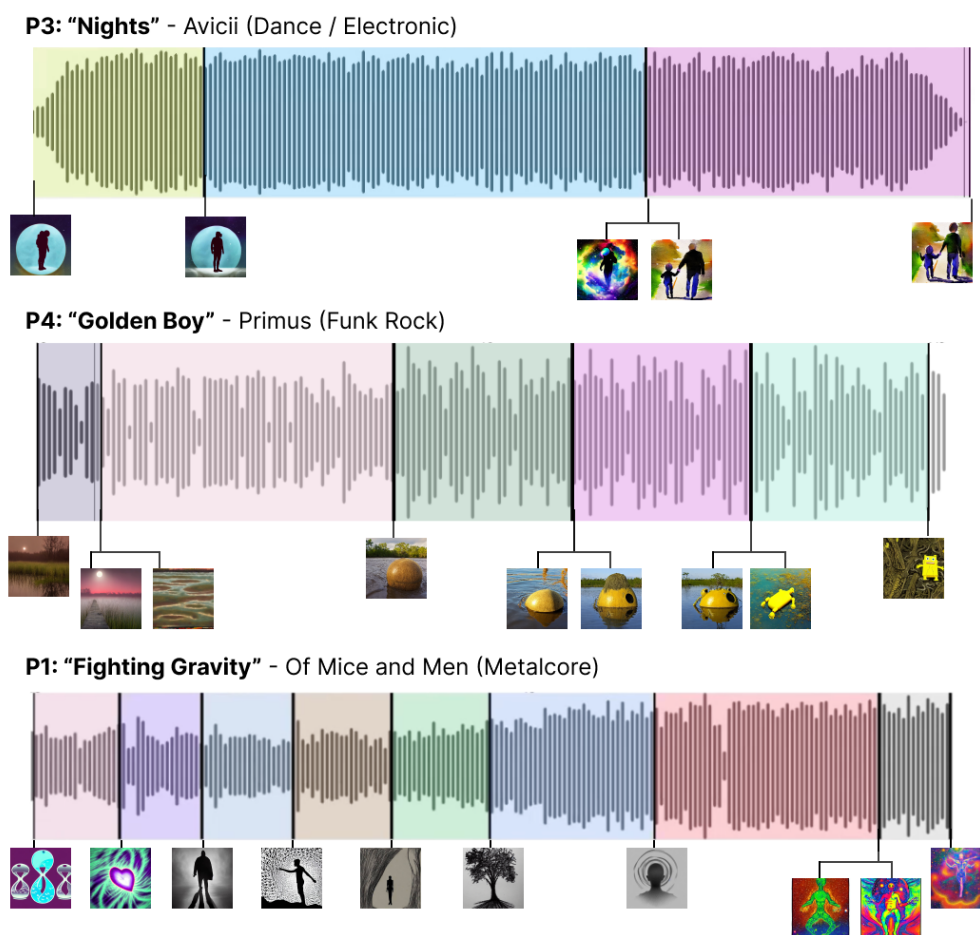 P3: “Nights” - Avicii (Dance / Electronic)
P4: “Golden Boy” - Primus (Funk Rock)
P1: “Fighting Gravity” - Of Mice and Men (Metalcore)